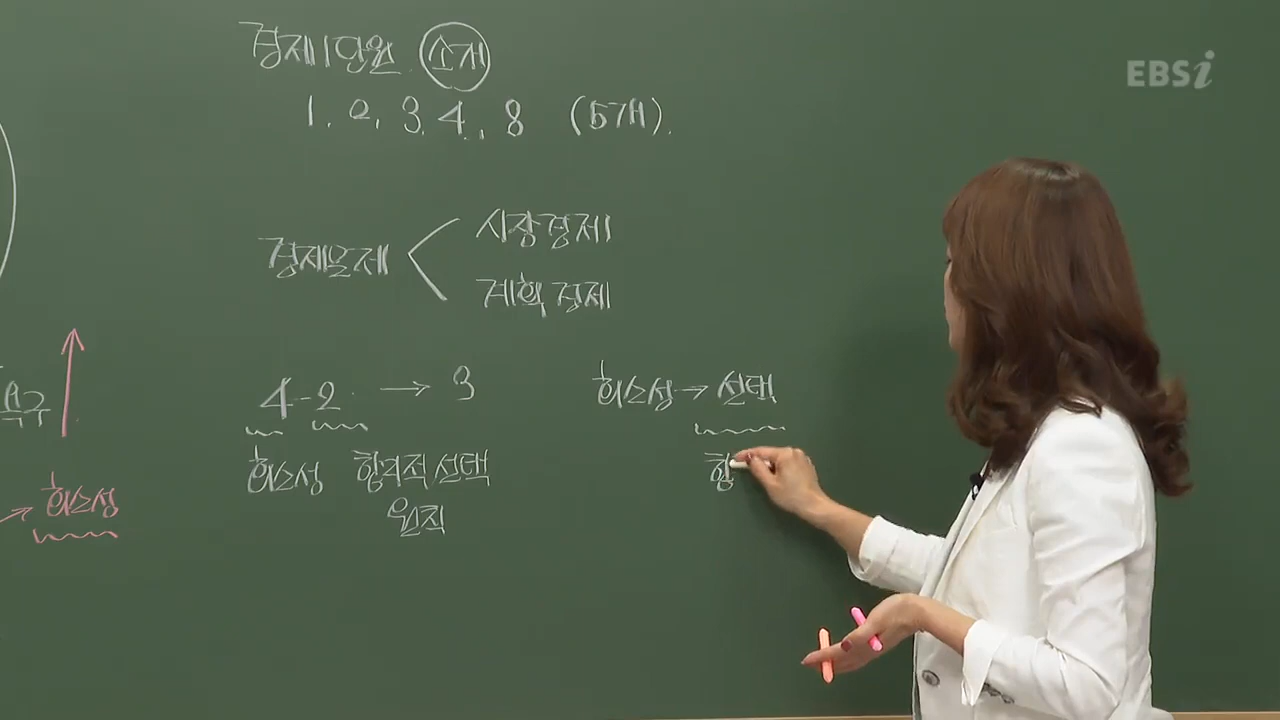 경제 1단원 소개
EBSi
1. 2. 3. 4. 8 (5개).
경제문제
시장경제
계획경제
4-2 → 3
희소성 → 선택
욕구
희소성 합리적 선택
합
원칙
→ 희소성